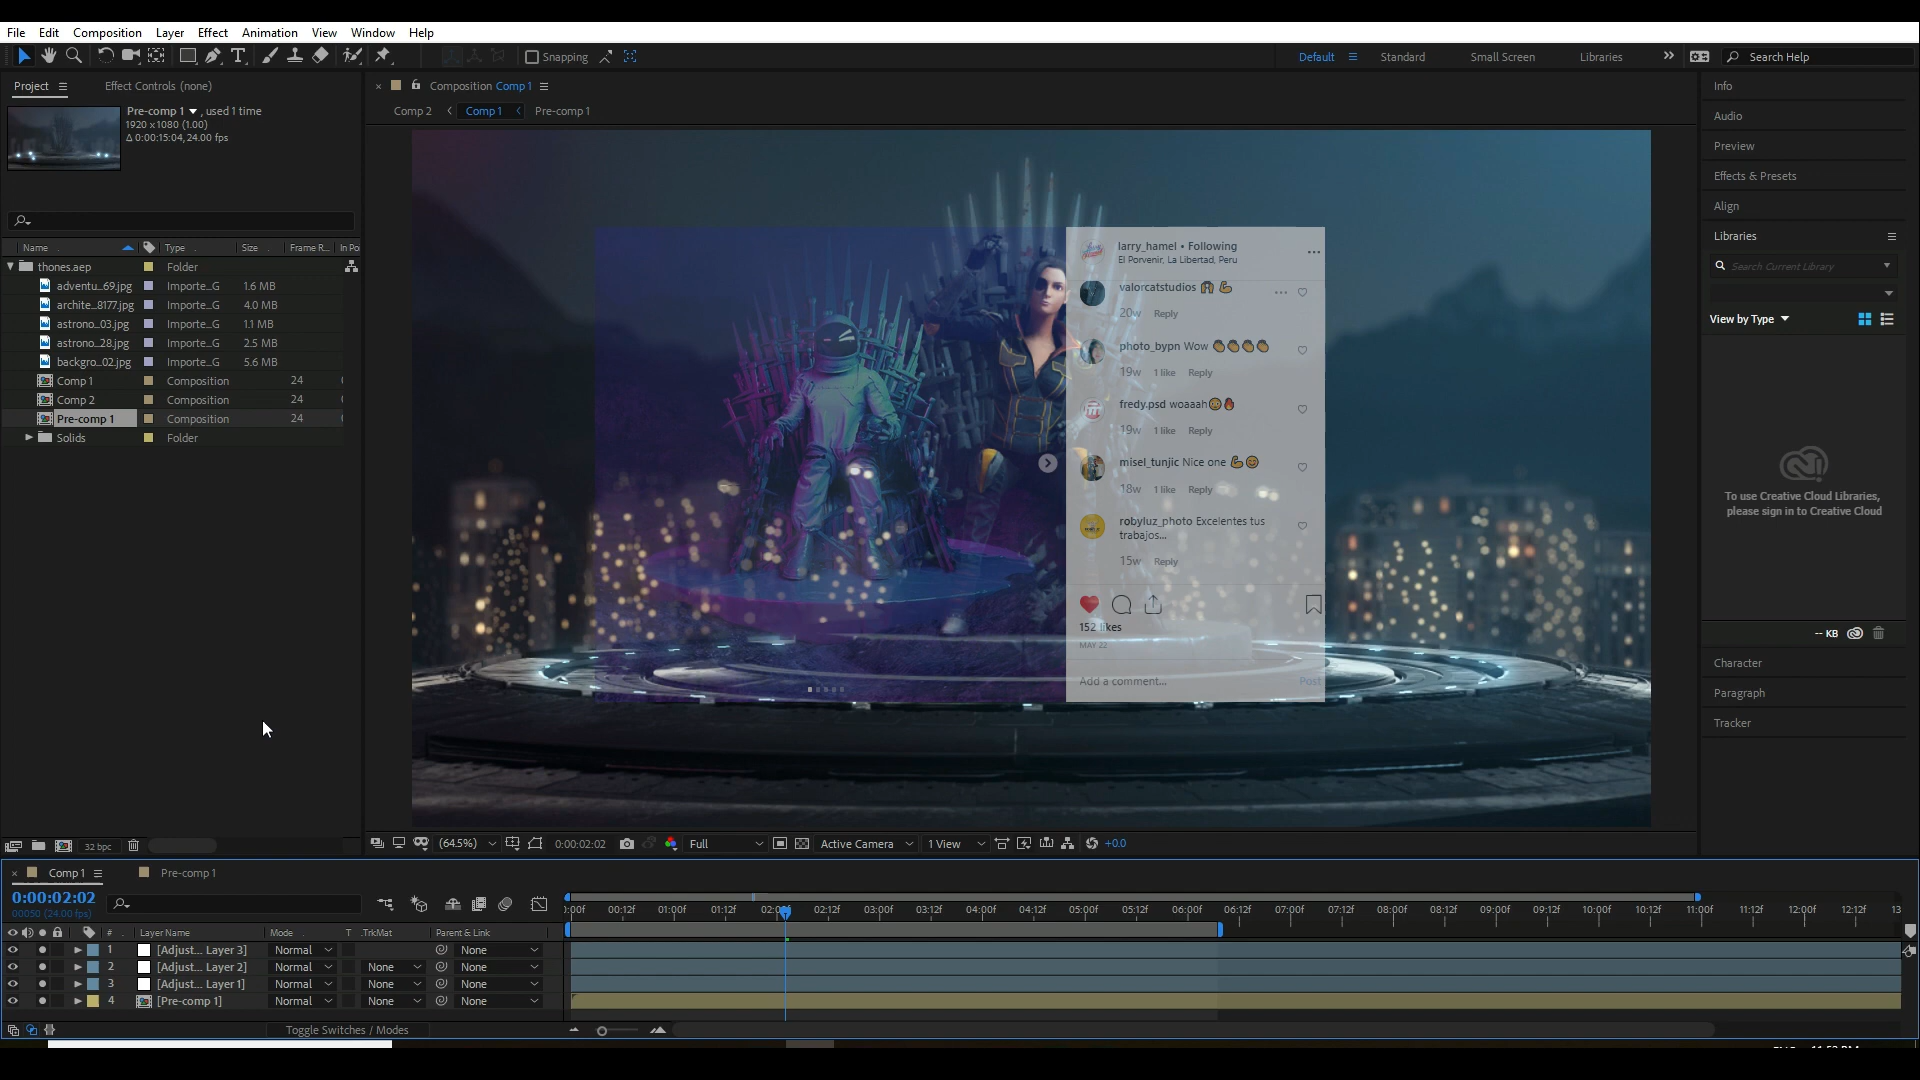 File Edit Composition Layer Effect Animation View Window Help
Snapping
Default Standard Small Screen Libraries Search Help
Project Effect Controls (none)
Pre-comp 1 , used 1 time
1920 x 1080 (1.00)
Δ 0:00:15:04, 24.00 fps
Name Type Size Frame R... In Po
thones.aep Folder
adventu...69.jpg Importe...G 1.6 MB
archite...8177.jpg Importe...G 4.0 MB
astrono...03.jpg Importe...G 1.1 MB
astrono...28.jpg Importe...G 2.5 MB
backgro...02.jpg Importe...G 5.6 MB
Comp 1 Composition 24
Comp 2 Composition 24
Pre-comp 1 Composition 24
Solids Folder
32 bpc
Composition Comp 1
Comp 2 Comp 1 Pre-comp 1
larry_hamel • Following
El Porvenir, La Libertad, Peru
valorcatstudios
20w Reply
photo_bypn Wow
19w 1 like Reply
fredy.psd woaaah
19w 1 like Reply
misel_tunjic Nice one
18w 1 like Reply
robyluz_photo Excelentes tus
trabajos...
15w Reply
152 likes
MAY 22
Add a comment... Post
(64.5%) 0:00:02:02 Full Active Camera 1 View +0.0
Info
Audio
Preview
Effects & Presets
Align
Libraries
Search Current Library
View by Type
To use Creative Cloud Libraries,
please sign in to Creative Cloud
-- KB
Character
Paragraph
Tracker
Comp 1 Pre-comp 1
0:00:02:02
00050 (24.00 fps)
0:00f 00:12f 01:00f 01:12f 02:00f 02:12f 03:00f 03:12f 04:00f 04:12f 05:00f 05:12f 06:00f 06:12f 07:00f 07:12f 08:00f 08:12f 09:00f 09:12f 10:00f 10:12f 11:00f 11:12f 12:00f 12:12f 13
# Layer Name Mode T .TrkMat Parent & Link
1 [Adjust... Layer 3] Normal None
2 [Adjust... Layer 2] Normal None None
3 [Adjust... Layer 1] Normal None None
4 [Pre-comp 1] Normal None None
Toggle Switches / Modes